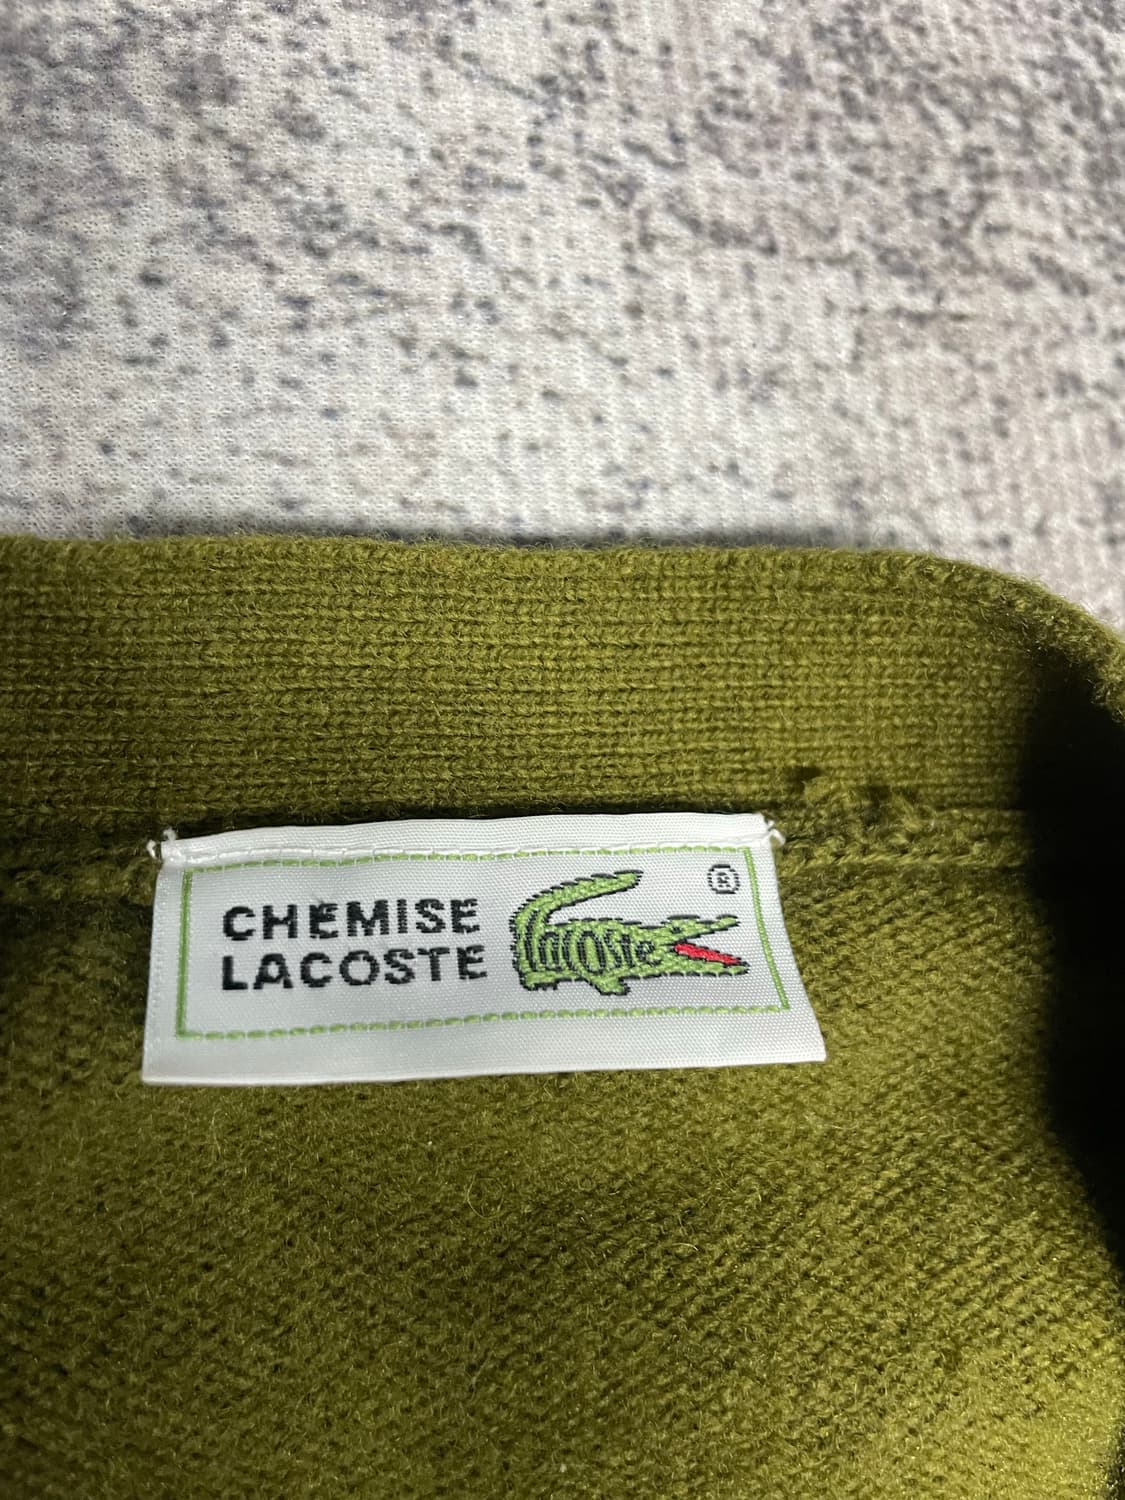 CHEMISE
LACOSTE
lacoste
®